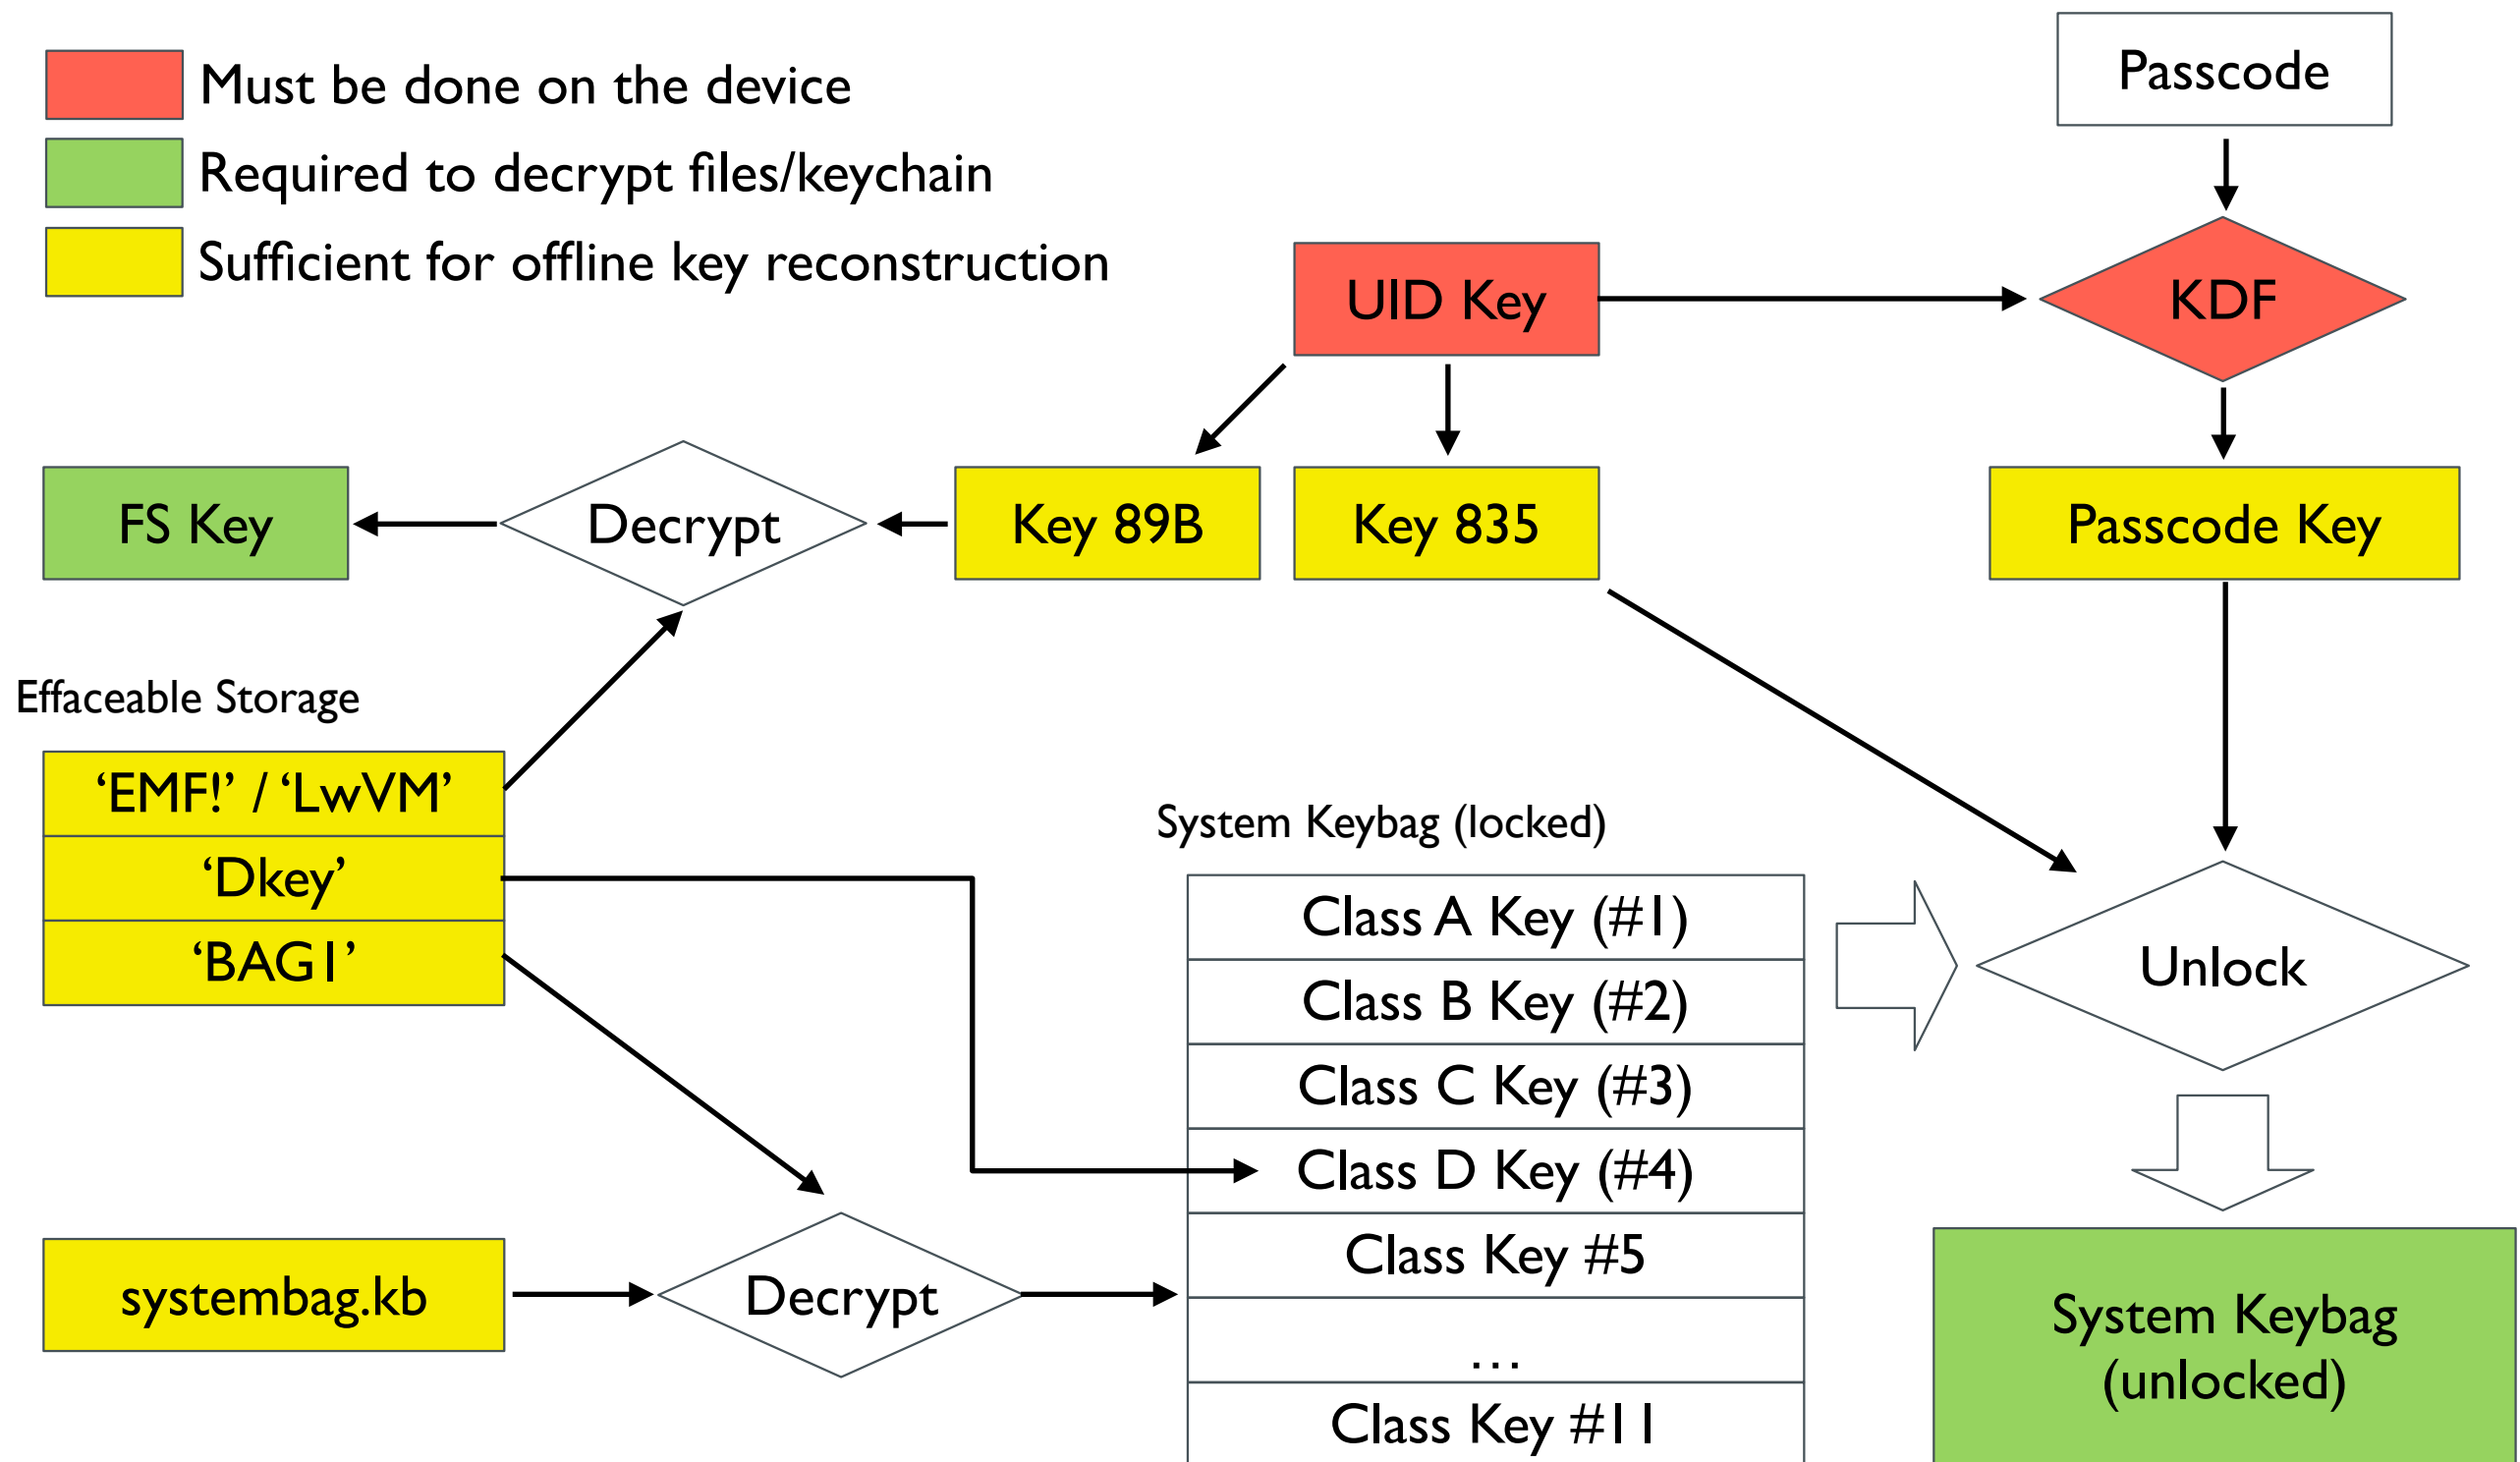 Must be done on the device
Required to decrypt files/keychain
Sufficient for offline key reconstruction
Passcode
UID Key
KDF
FS Key
Decrypt
Key 89B
Key 835
Passcode Key
Effaceable Storage
‘EMF!’ / ‘LwVM’
‘Dkey’
‘BAG1’
System Keybag (locked)
Class A Key (#1)
Class B Key (#2)
Class C Key (#3)
Class D Key (#4)
Class Key #5
…
Class Key #11
Unlock
systembag.kb
Decrypt
System Keybag
(unlocked)